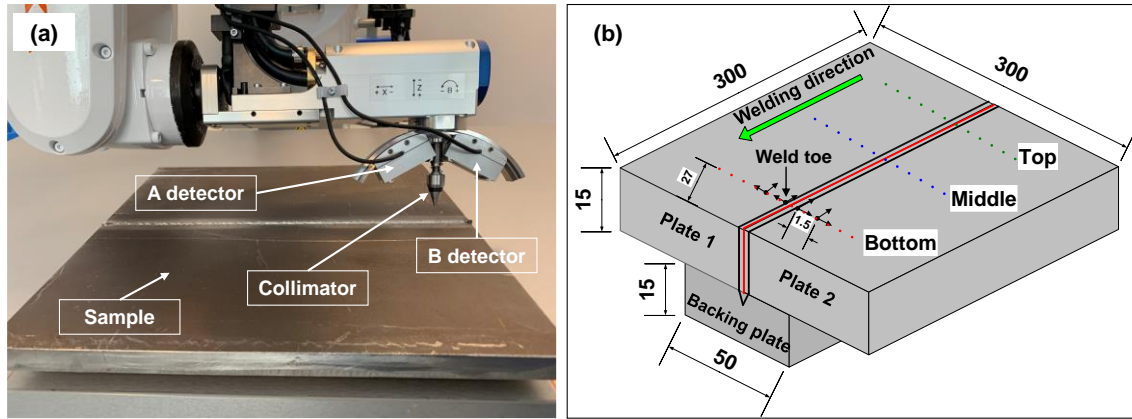 (a)
X
Z
B
A detector
B detector
Collimator
Sample
(b)
300
300
Welding direction
Weld toe
Top
Middle
Bottom
27
1.5
15
Plate 1
Plate 2
15
Backing plate
50